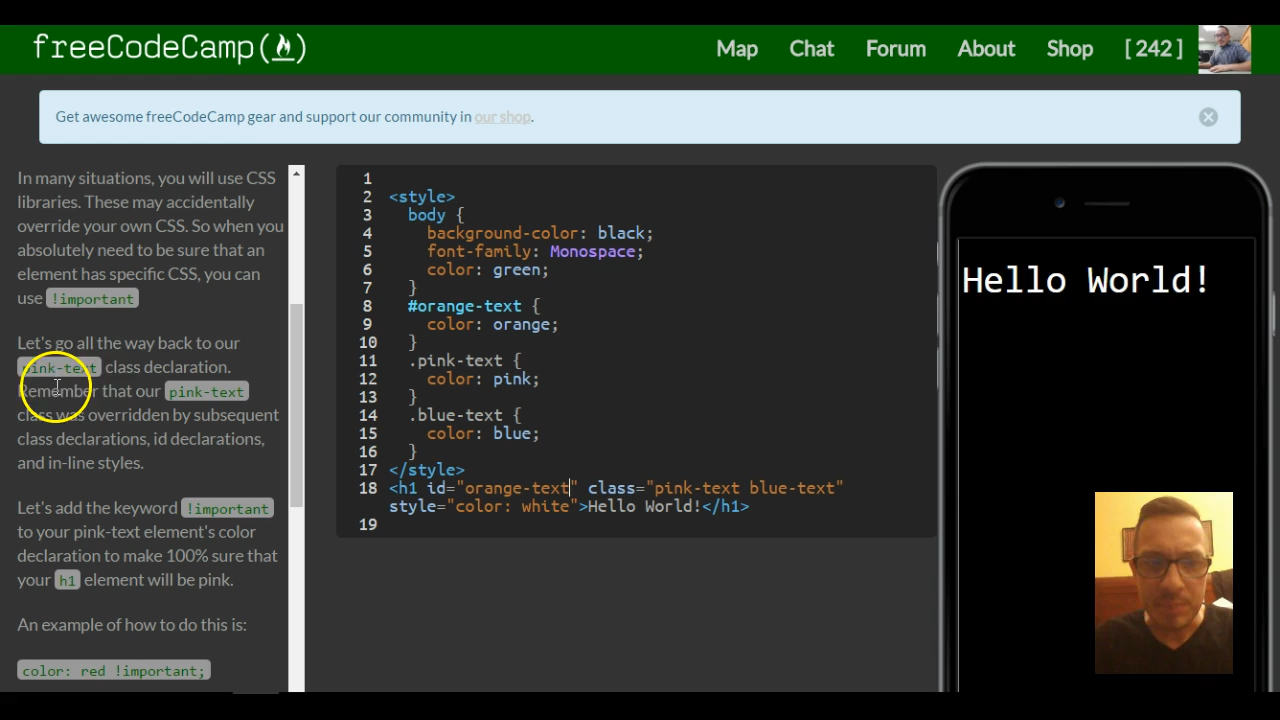 freeCodeCamp
Map Chat Forum About Shop [ 242 ]
Get awesome freeCodeCamp gear and support our community in our shop.
In many situations, you will use CSS
libraries. These may accidentally
override your own CSS. So when you
absolutely need to be sure that an
element has specific CSS, you can
use !important
Let's go all the way back to our
pink-text class declaration.
Remember that our pink-text
class was overridden by subsequent
class declarations, id declarations,
and in-line styles.
Let's add the keyword !important
to your pink-text element's color
declaration to make 100% sure that
your h1 element will be pink.
An example of how to do this is:
color: red !important;
1
2 <style>
3 body {
4 background-color: black;
5 font-family: Monospace;
6 color: green;
7 }
8 #orange-text {
9 color: orange;
10 }
11 .pink-text {
12 color: pink;
13 }
14 .blue-text {
15 color: blue;
16 }
17 </style>
18 <h1 id="orange-text" class="pink-text blue-text"
style="color: white">Hello World!</h1>
19
Hello World!